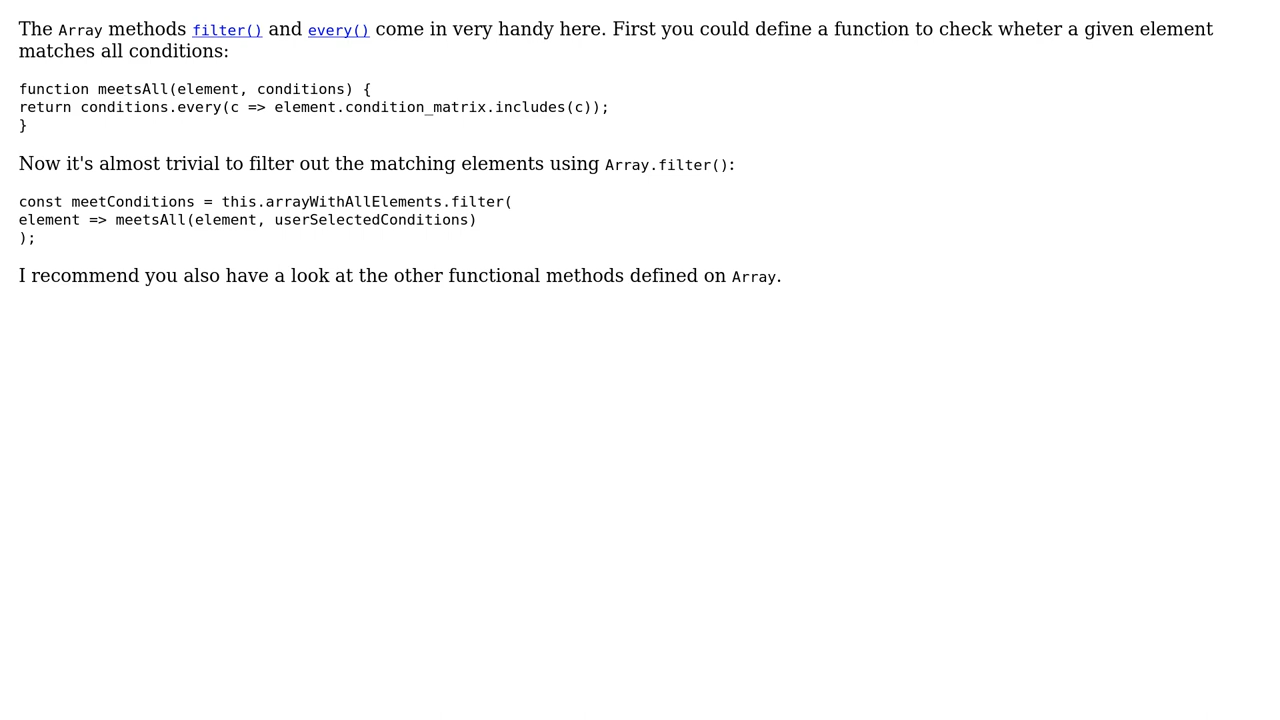 The Array methods filter() and every() come in very handy here. First you could define a function to check wheter a given element
matches all conditions:
function meetsAll(element, conditions) {
return conditions.every(c => element.condition_matrix.includes(c));
}
Now it's almost trivial to filter out the matching elements using Array.filter():
const meetConditions = this.arrayWithAllElements.filter(
element => meetsAll(element, userSelectedConditions)
);
I recommend you also have a look at the other functional methods defined on Array.